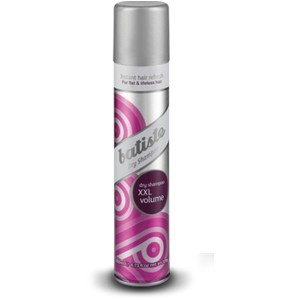 instant hair refresh
for flat & lifeless hair
batiste
dry shampoo
dry shampoo
XXL
volume